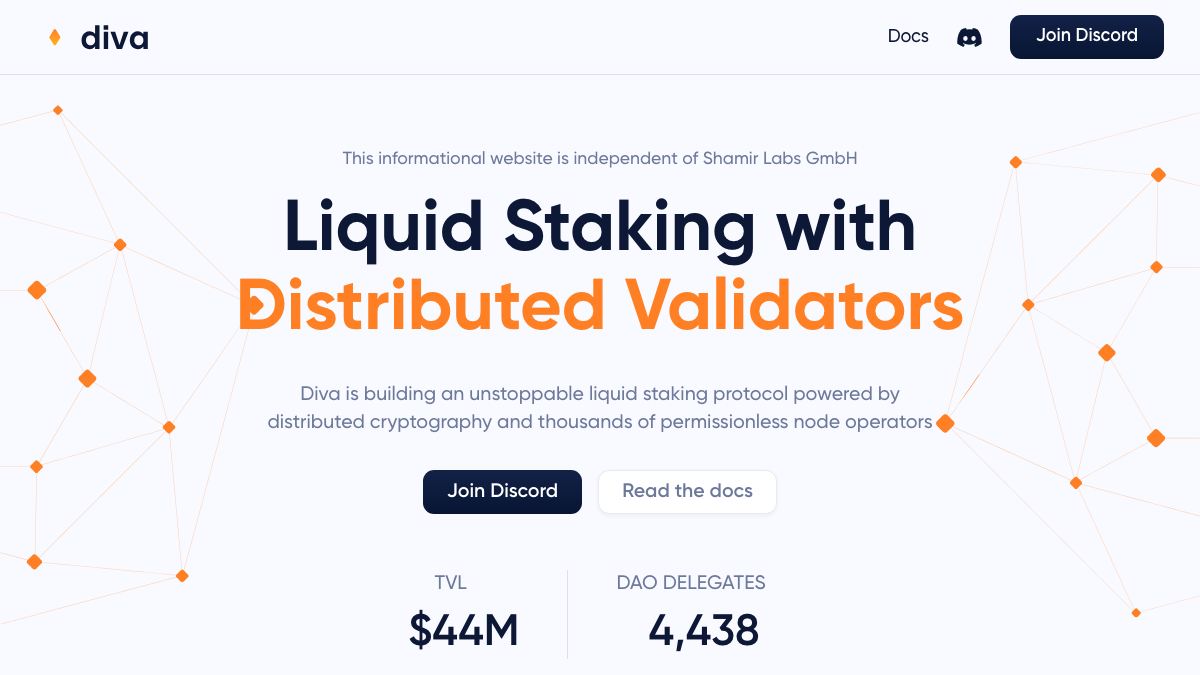 diva
Docs
Join Discord
This informational website is independent of Shamir Labs GmbH
Liquid Staking with
Distributed Validators
Diva is building an unstoppable liquid staking protocol powered by
distributed cryptography and thousands of permissionless node operators
Join Discord
Read the docs
TVL
$44M
DAO DELEGATES
4,438